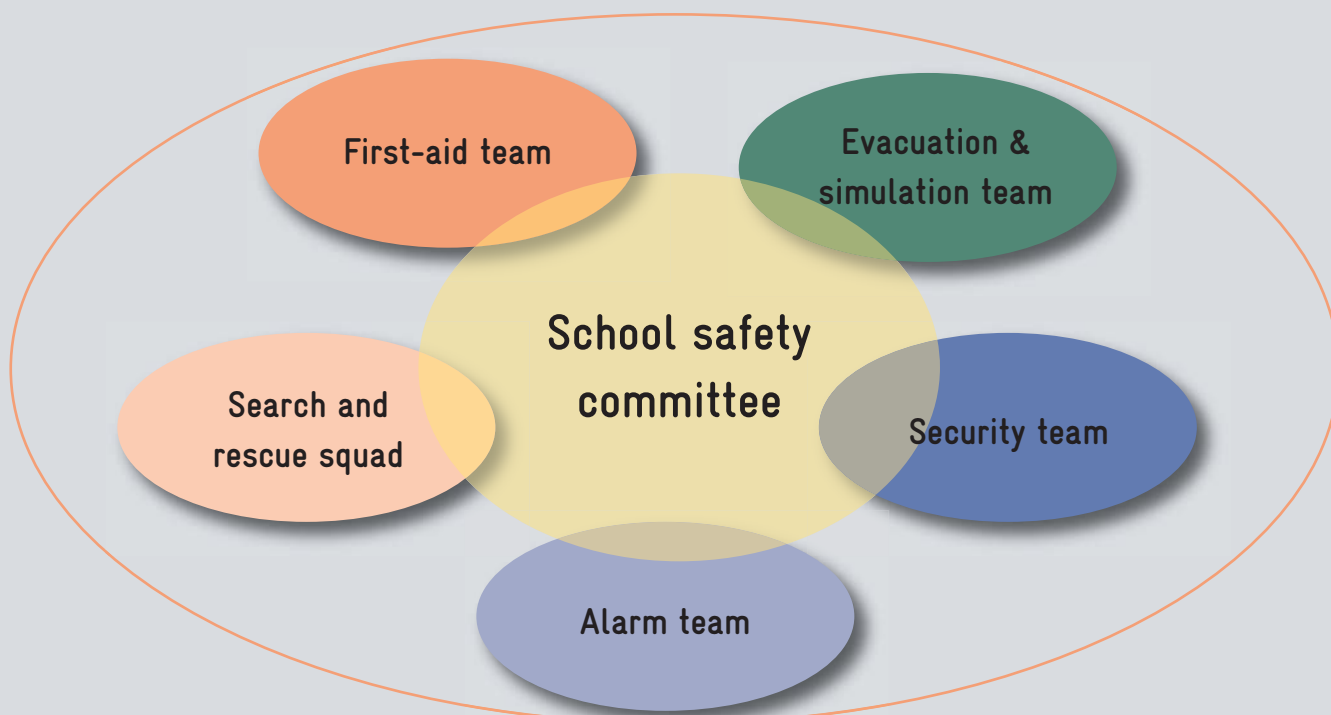 First-aid team
Evacuation &
simulation team
School safety
committee
Search and
rescue squad
Security team
Alarm team